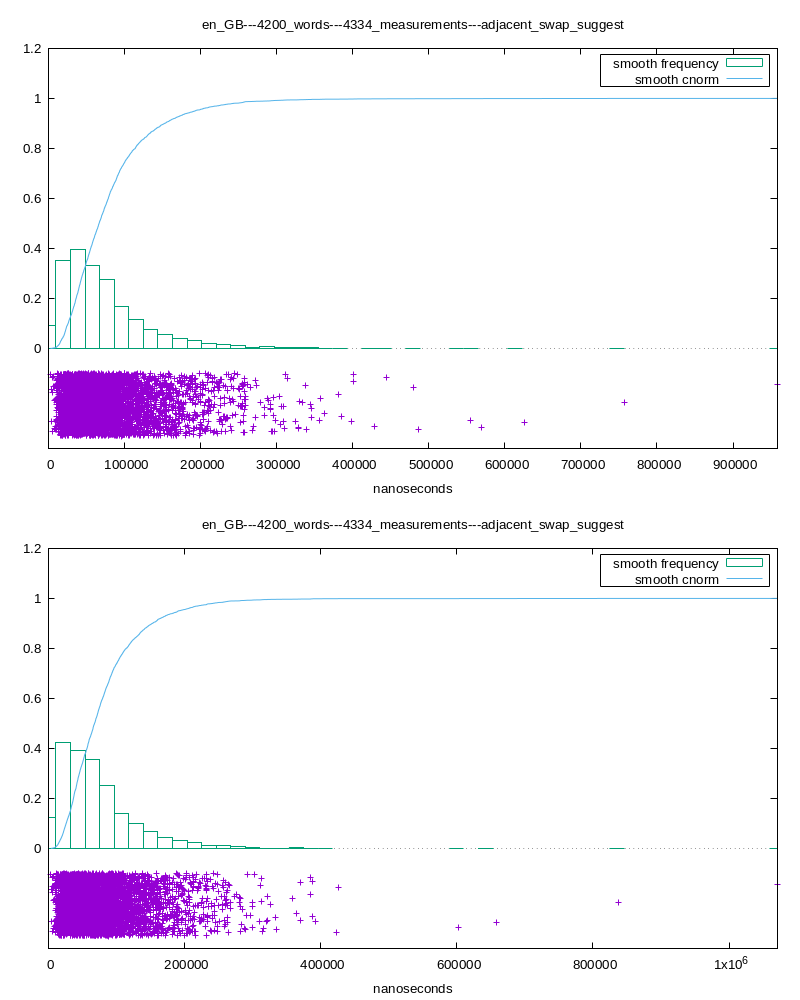 en_GB---4200_words---4334_measurements---adjacent_swap_suggest
1.2
smooth frequency
smooth cnorm
1
0.8
0.6
0.4
0.2
0
0 100000 200000 300000 400000 500000 600000 700000 800000 900000
nanoseconds
en_GB---4200_words---4334_measurements---adjacent_swap_suggest
1.2
smooth frequency
smooth cnorm
1
0.8
0.6
0.4
0.2
0
0 200000 400000 600000 800000 1x10⁶
nanoseconds